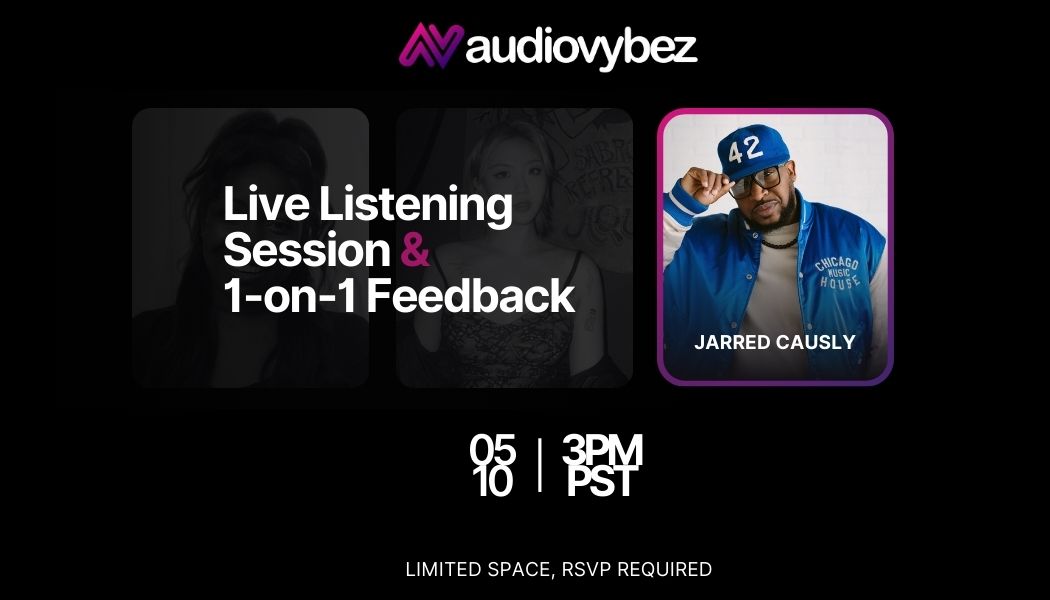 audiovybez
Live Listening
Session &
1-on-1 Feedback
42
CHICAGO
MUSIC
HOUSE
JARRED CAUSLY
05
10
3PM
PST
LIMITED SPACE, RSVP REQUIRED